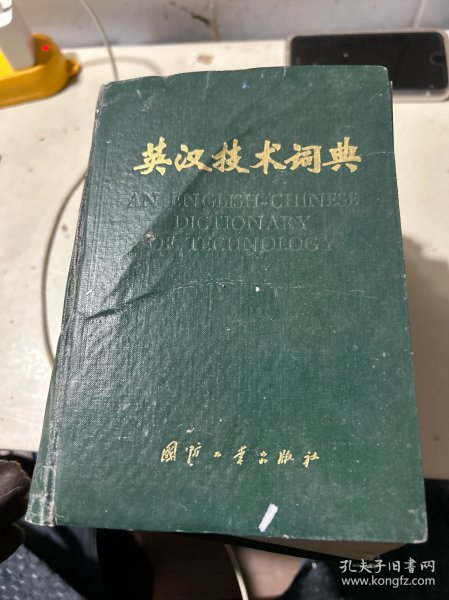 英汉技术词典
AN ENGLISH-CHINESE
DICTIONARY
OF TECHNOLOGY
国防工业出版社
孔夫子旧书网
www.kongfz.com